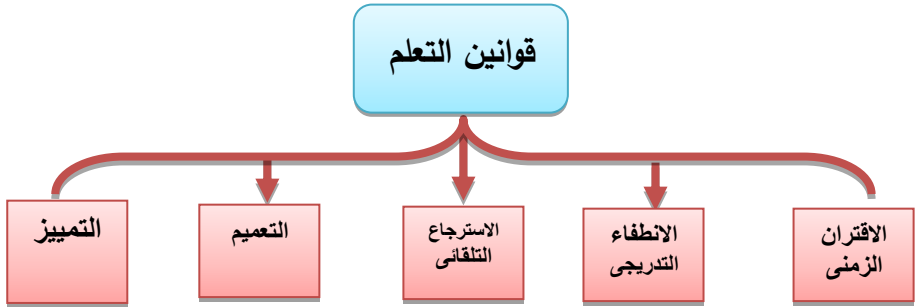 قوانين التعلم
الاقتران
الزمنى
الانطفاء
التدريجى
الاسترجاع
التلقائى
التعميم
التمييز